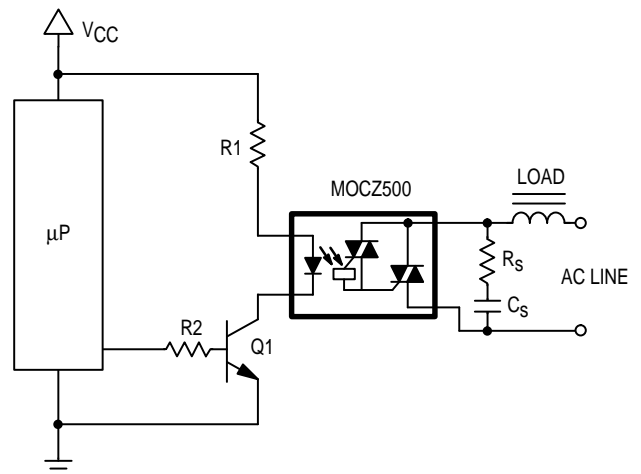 VCC
R1
MOCZ500
LOAD
μP
RS
AC LINE
CS
R2
Q1